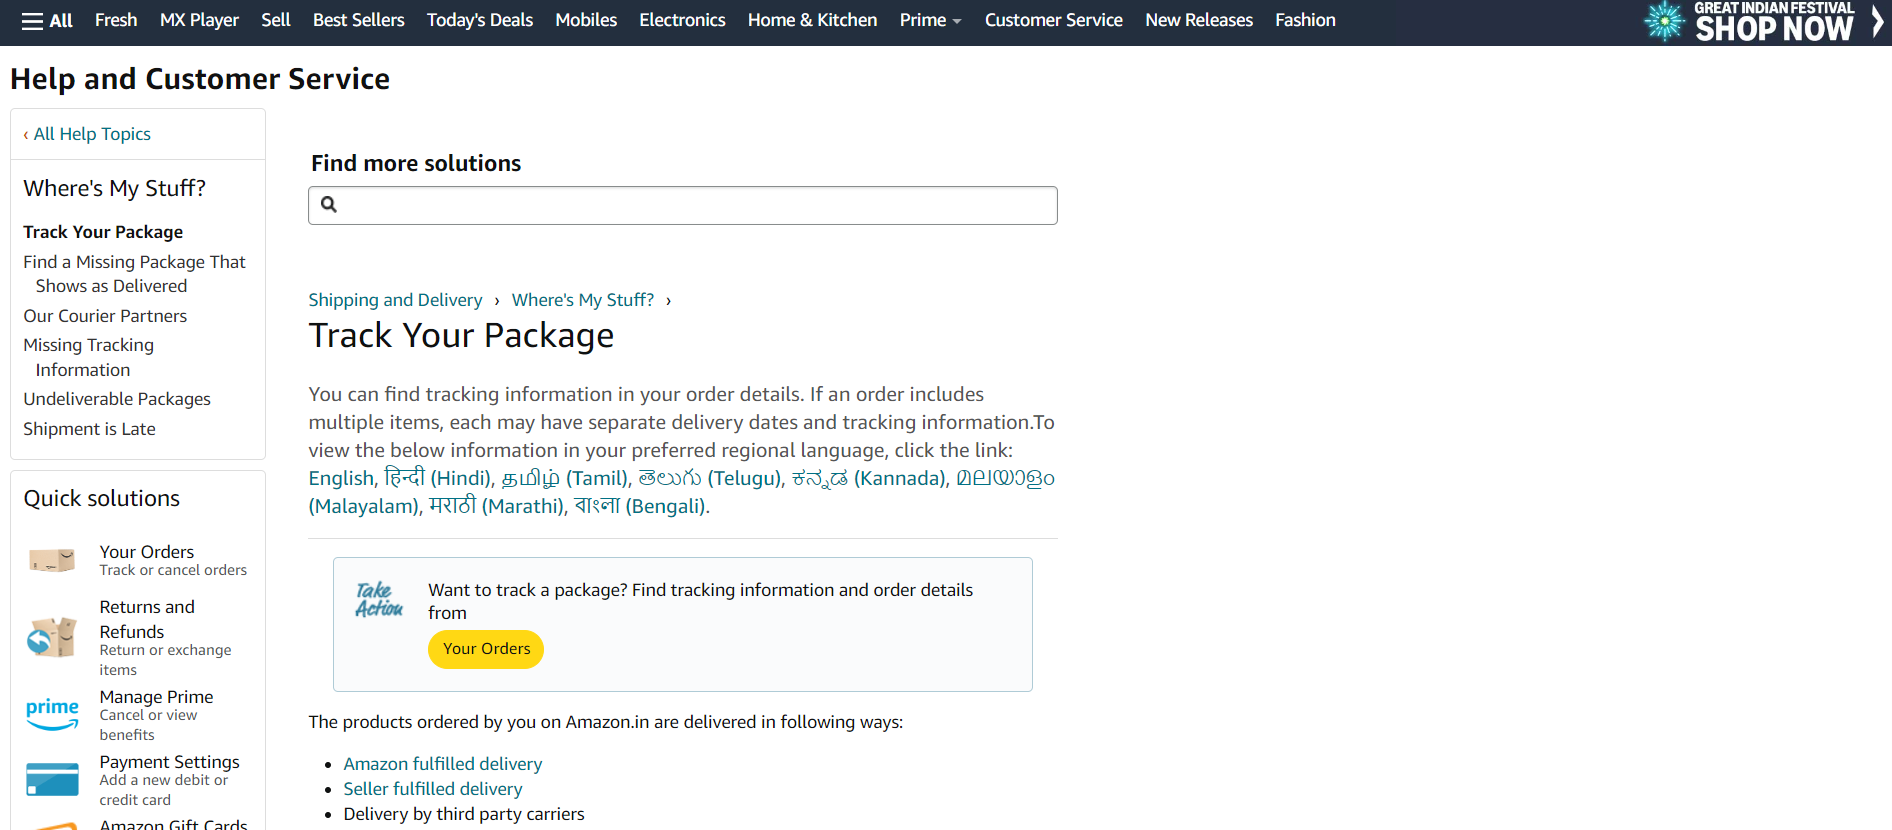 All Fresh MX Player Sell Best Sellers Today's Deals Mobiles Electronics Home & Kitchen Prime Customer Service New Releases Fashion
GREAT INDIAN FESTIVAL
SHOP NOW
Help and Customer Service
‹ All Help Topics
Where's My Stuff?
Track Your Package
Find a Missing Package That
Shows as Delivered
Our Courier Partners
Missing Tracking
Information
Undeliverable Packages
Shipment is Late
Quick solutions
Your Orders
Track or cancel orders
Returns and
Refunds
Return or exchange
items
prime
Manage Prime
Cancel or view
benefits
Payment Settings
Add a new debit or
credit card
Amazon Gift Cards
Find more solutions
Shipping and Delivery › Where's My Stuff? ›
Track Your Package
You can find tracking information in your order details. If an order includes
multiple items, each may have separate delivery dates and tracking information.To
view the below information in your preferred regional language, click the link:
English, हिन्दी (Hindi), தமிழ் (Tamil), తెలుగు (Telugu), ಕನ್ನಡ (Kannada), മലയാളം
(Malayalam), मराठी (Marathi), বাংলা (Bengali).
Take
Action
Want to track a package? Find tracking information and order details
from
Your Orders
The products ordered by you on Amazon.in are delivered in following ways:
• Amazon fulfilled delivery
• Seller fulfilled delivery
• Delivery by third party carriers